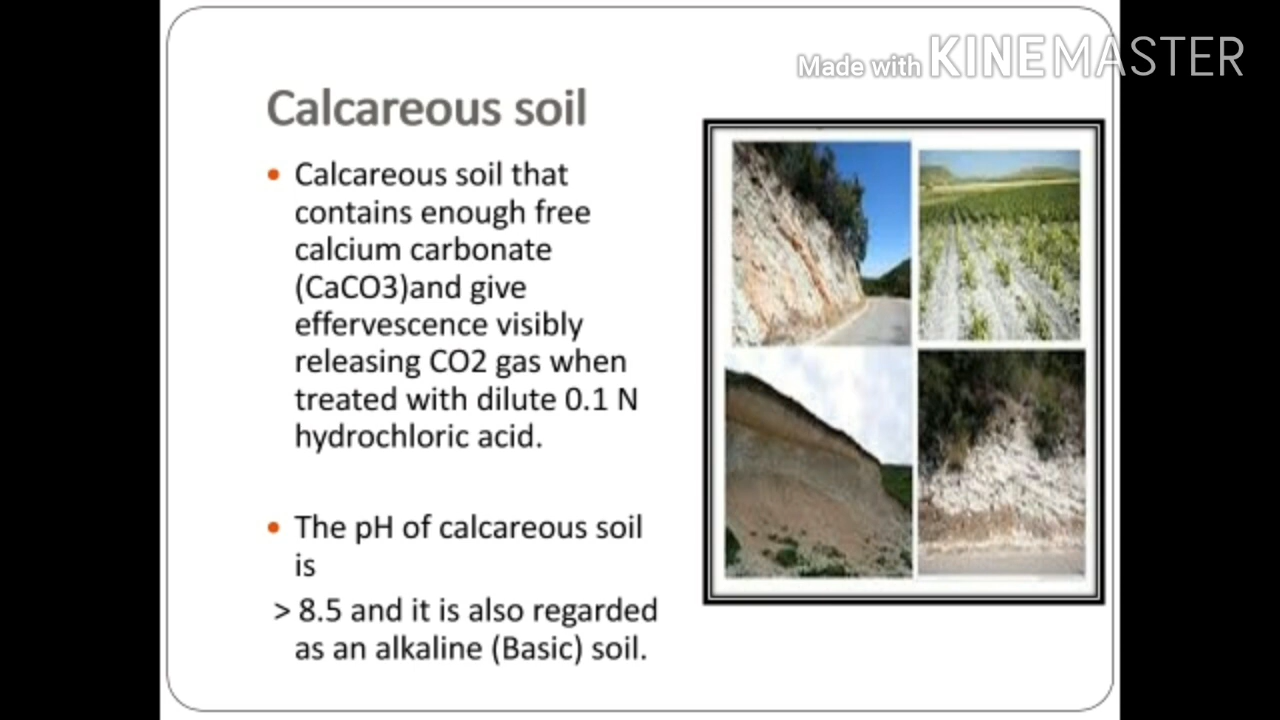 Made with KINEMASTER
Calcareous soil
• Calcareous soil that
contains enough free
calcium carbonate
(CaCO3)and give
effervescence visibly
releasing CO2 gas when
treated with dilute 0.1 N
hydrochloric acid.
• The pH of calcareous soil
is
> 8.5 and it is also regarded
as an alkaline (Basic) soil.